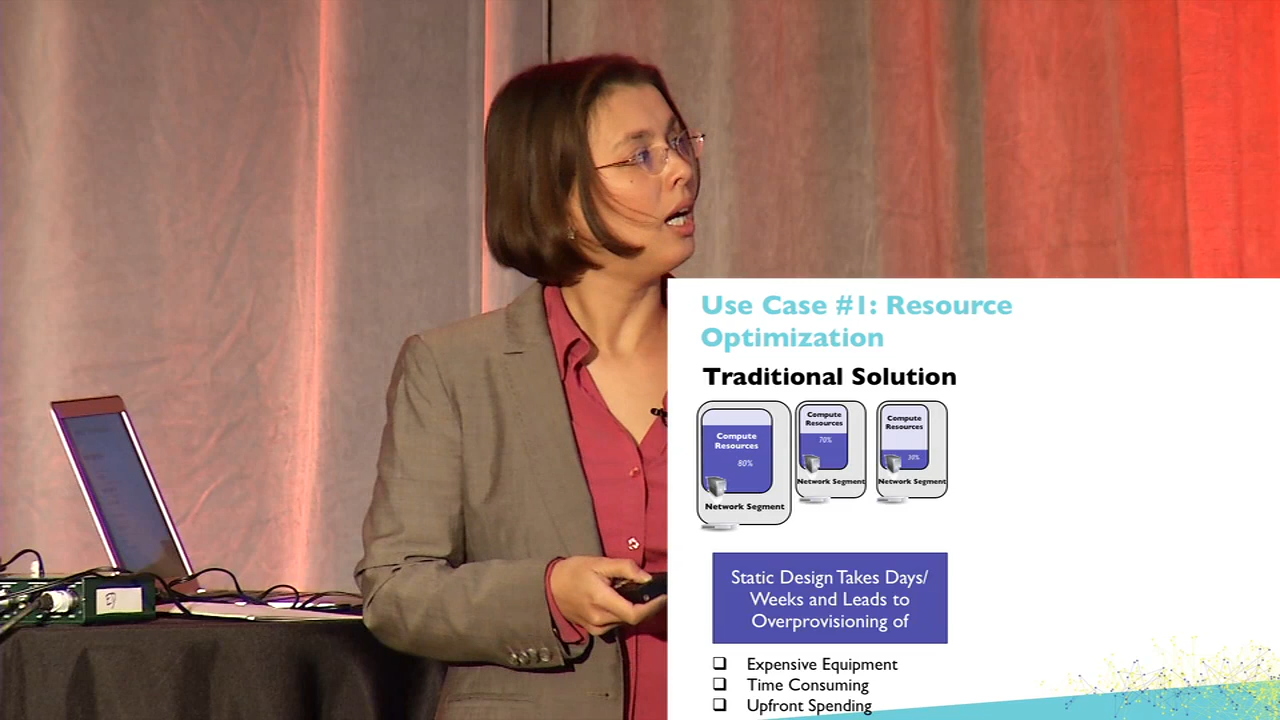 Use Case #1: Resource
Optimization
Traditional Solution
Compute
Resources
80%
Network Segment
Compute
Resources
70%
Network Segment
Compute
Resources
30%
Network Segment
Static Design Takes Days/
Weeks and Leads to
Overprovisioning of
❑ Expensive Equipment
❑ Time Consuming
❑ Upfront Spending